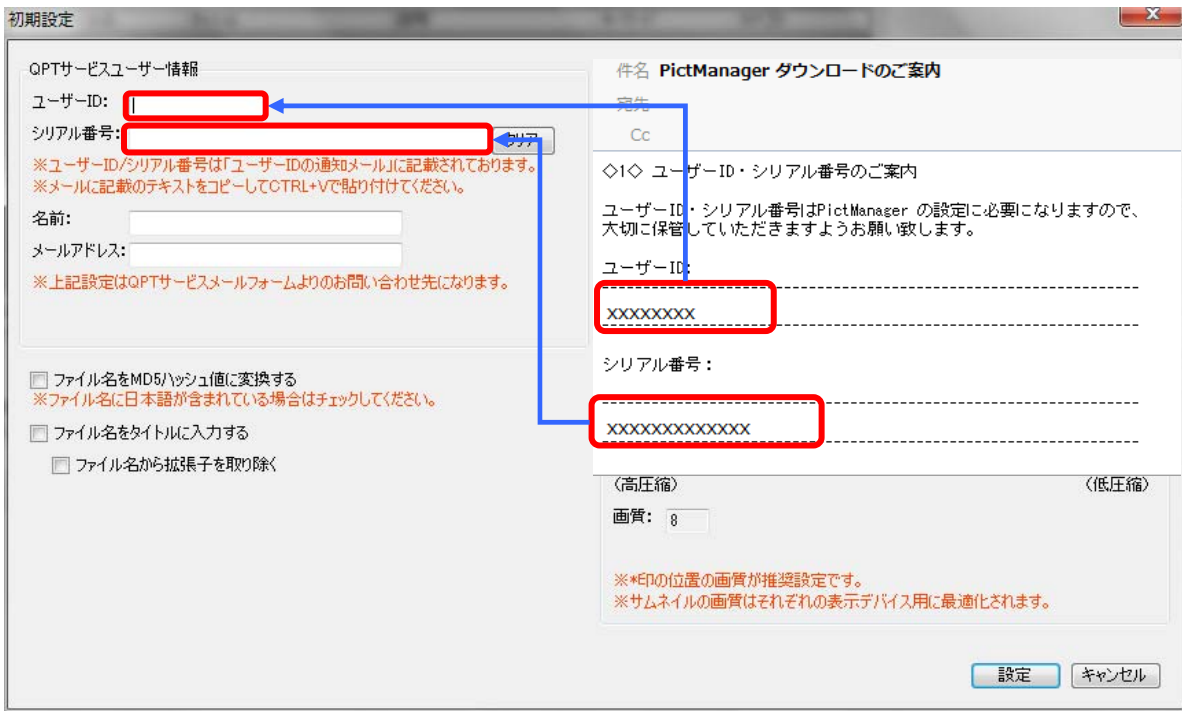 初期設定
QPTサービスユーザー情報
ユーザーID:
シリアル番号:
クリア
※ユーザーID/シリアル番号は「ユーザーIDの通知メール」に記載されております。
※メールに記載のテキストをコピーしてCTRL+Vで貼り付けてください。
名前:
メールアドレス:
※上記設定はQPTサービスメールフォームよりのお問い合わせ先になります。
ファイル名をMD5ハッシュ値に変換する
※ファイル名に日本語が含まれている場合はチェックしてください。
ファイル名をタイトルに入力する
ファイル名から拡張子を取り除く
件名 PictManager ダウンロードのご案内
宛先
Cc
◇1◇ ユーザーID・シリアル番号のご案内
ユーザーID・シリアル番号はPictManager の設定に必要になりますので、
大切に保管していただきますようお願い致します。
ユーザーID:
--------------------------------
XXXXXXXX
--------------------------------
シリアル番号：
--------------------------------
XXXXXXXXXXXXX
--------------------------------
(高圧縮) (低圧縮)
画質: 8
※*印の位置の画質が推奨設定です。
※サムネイルの画質はそれぞれの表示デバイス用に最適化されます。
設定 キャンセル